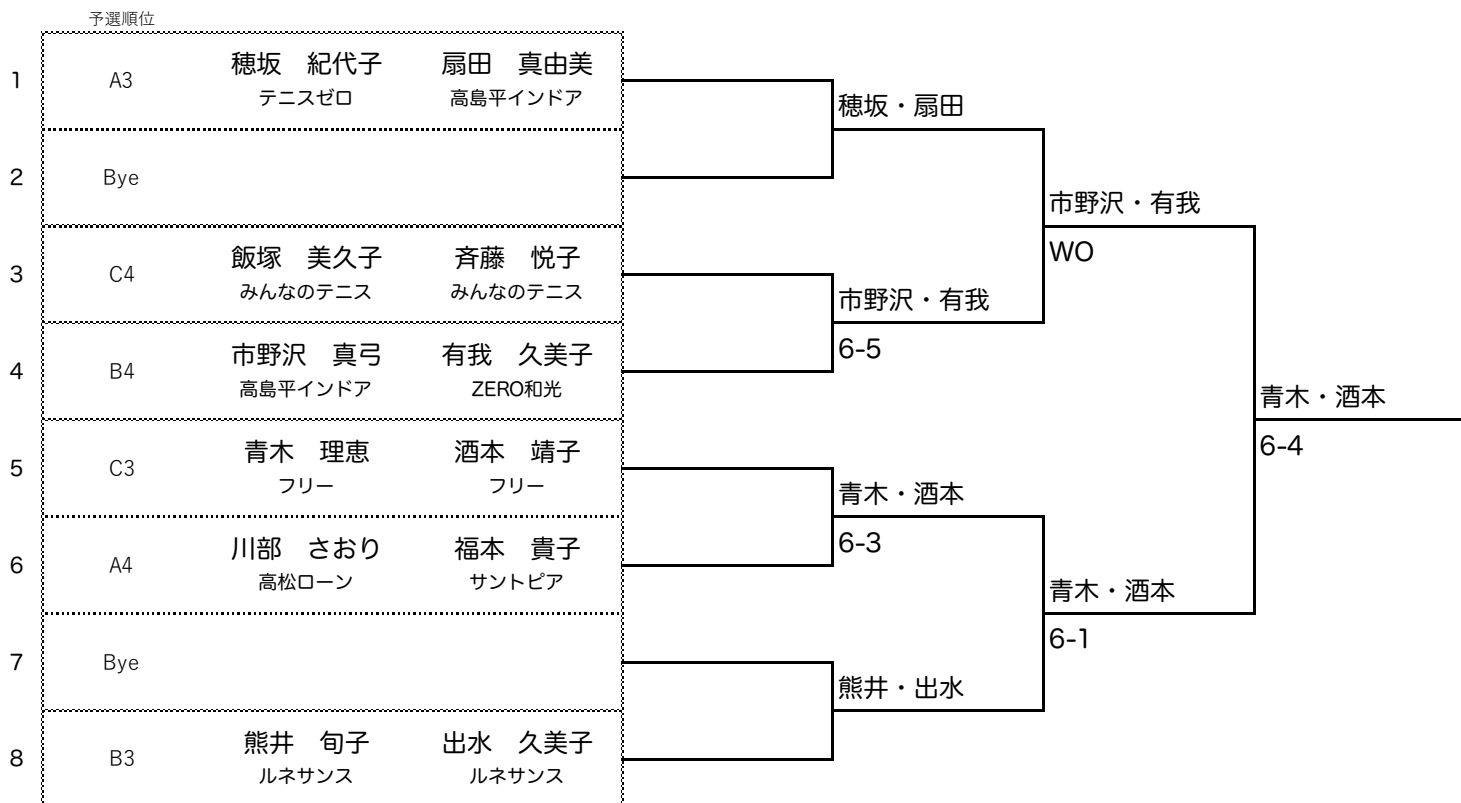 予選順位
1 A3 穂坂　紀代子 扇田　真由美
テニスゼロ 高島平インドア
穂坂・扇田
2 Bye
市野沢・有我
WO
3 C4 飯塚　美久子 斉藤　悦子
みんなのテニス みんなのテニス
市野沢・有我
6-5
4 B4 市野沢　真弓 有我　久美子
高島平インドア ZERO和光
青木・酒本
6-4
5 C3 青木　理恵 酒本　靖子
フリー フリー
青木・酒本
6-3
6 A4 川部　さおり 福本　貴子
高松ローン サントピア
青木・酒本
6-1
7 Bye
熊井・出水
8 B3 熊井　旬子 出水　久美子
ルネサンス ルネサンス